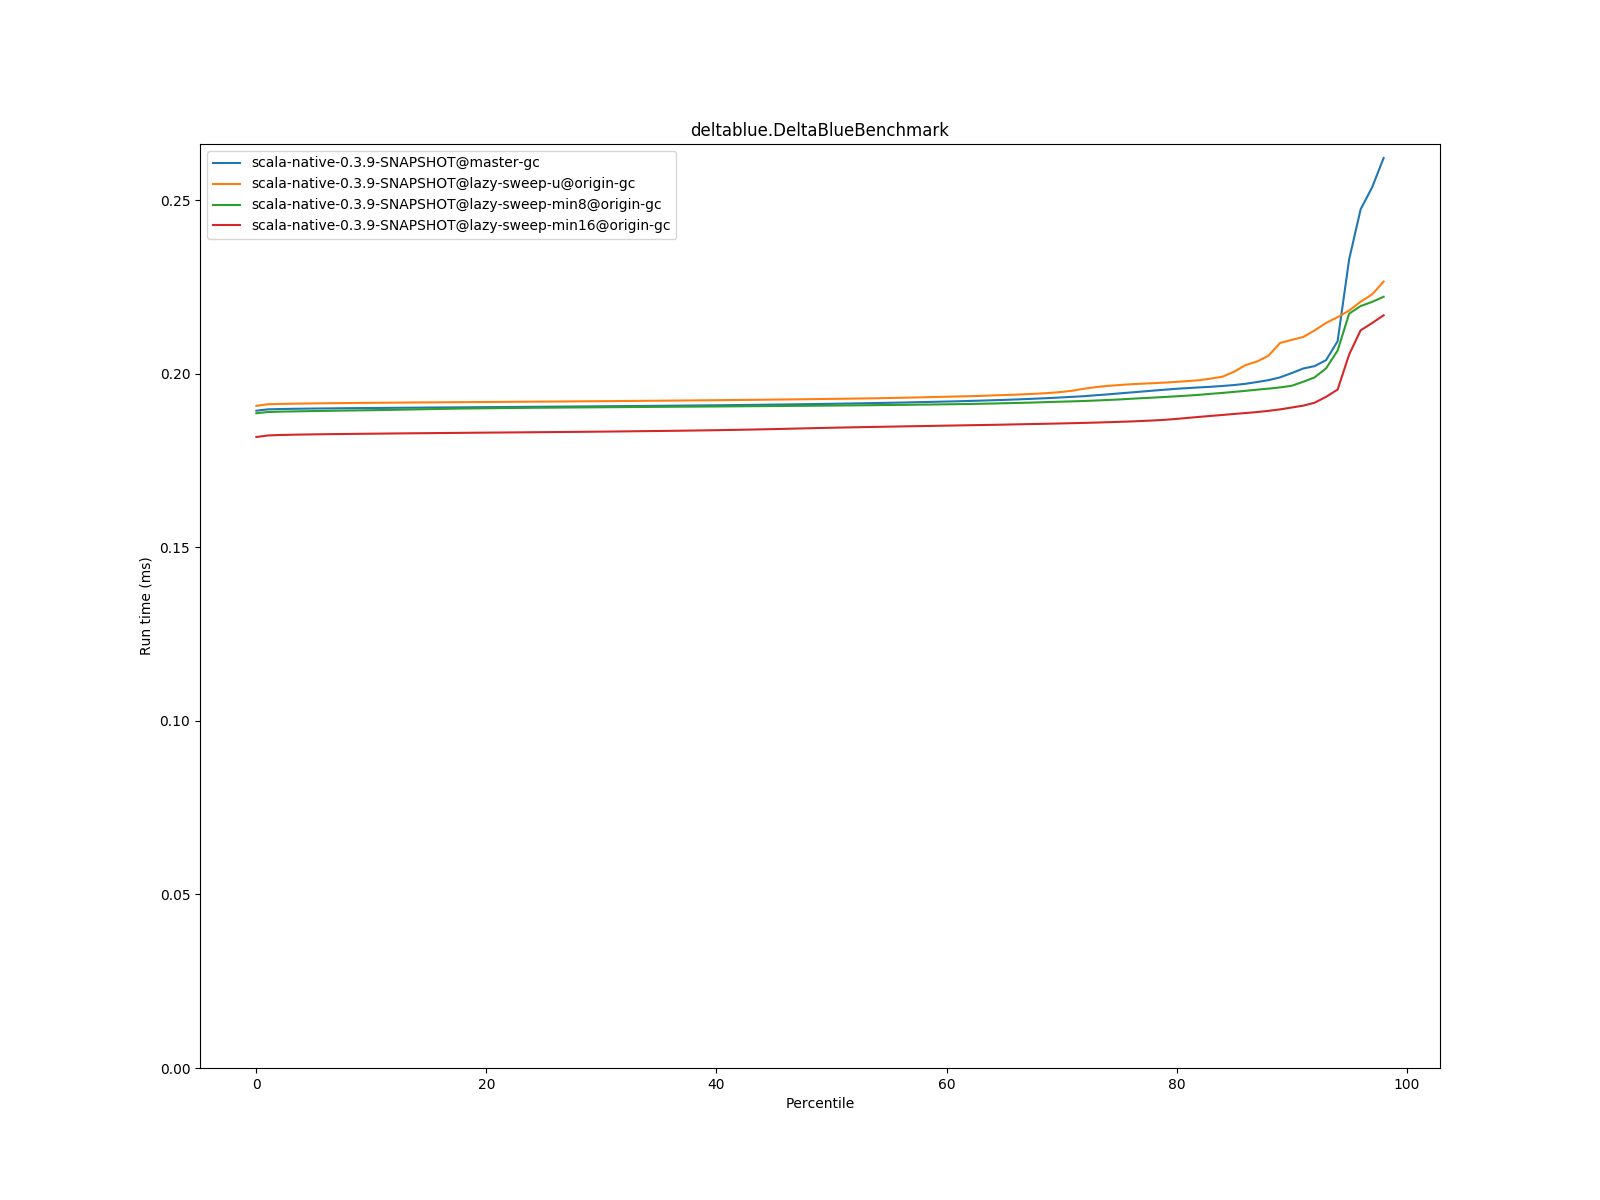 deltablue.DeltaBlueBenchmark
scala-native-0.3.9-SNAPSHOT@master-gc
scala-native-0.3.9-SNAPSHOT@lazy-sweep-u@origin-gc
scala-native-0.3.9-SNAPSHOT@lazy-sweep-min8@origin-gc
scala-native-0.3.9-SNAPSHOT@lazy-sweep-min16@origin-gc
0.25
0.20
0.15
0.10
0.05
0.00
Run time (ms)
0 20 40 60 80 100
Percentile